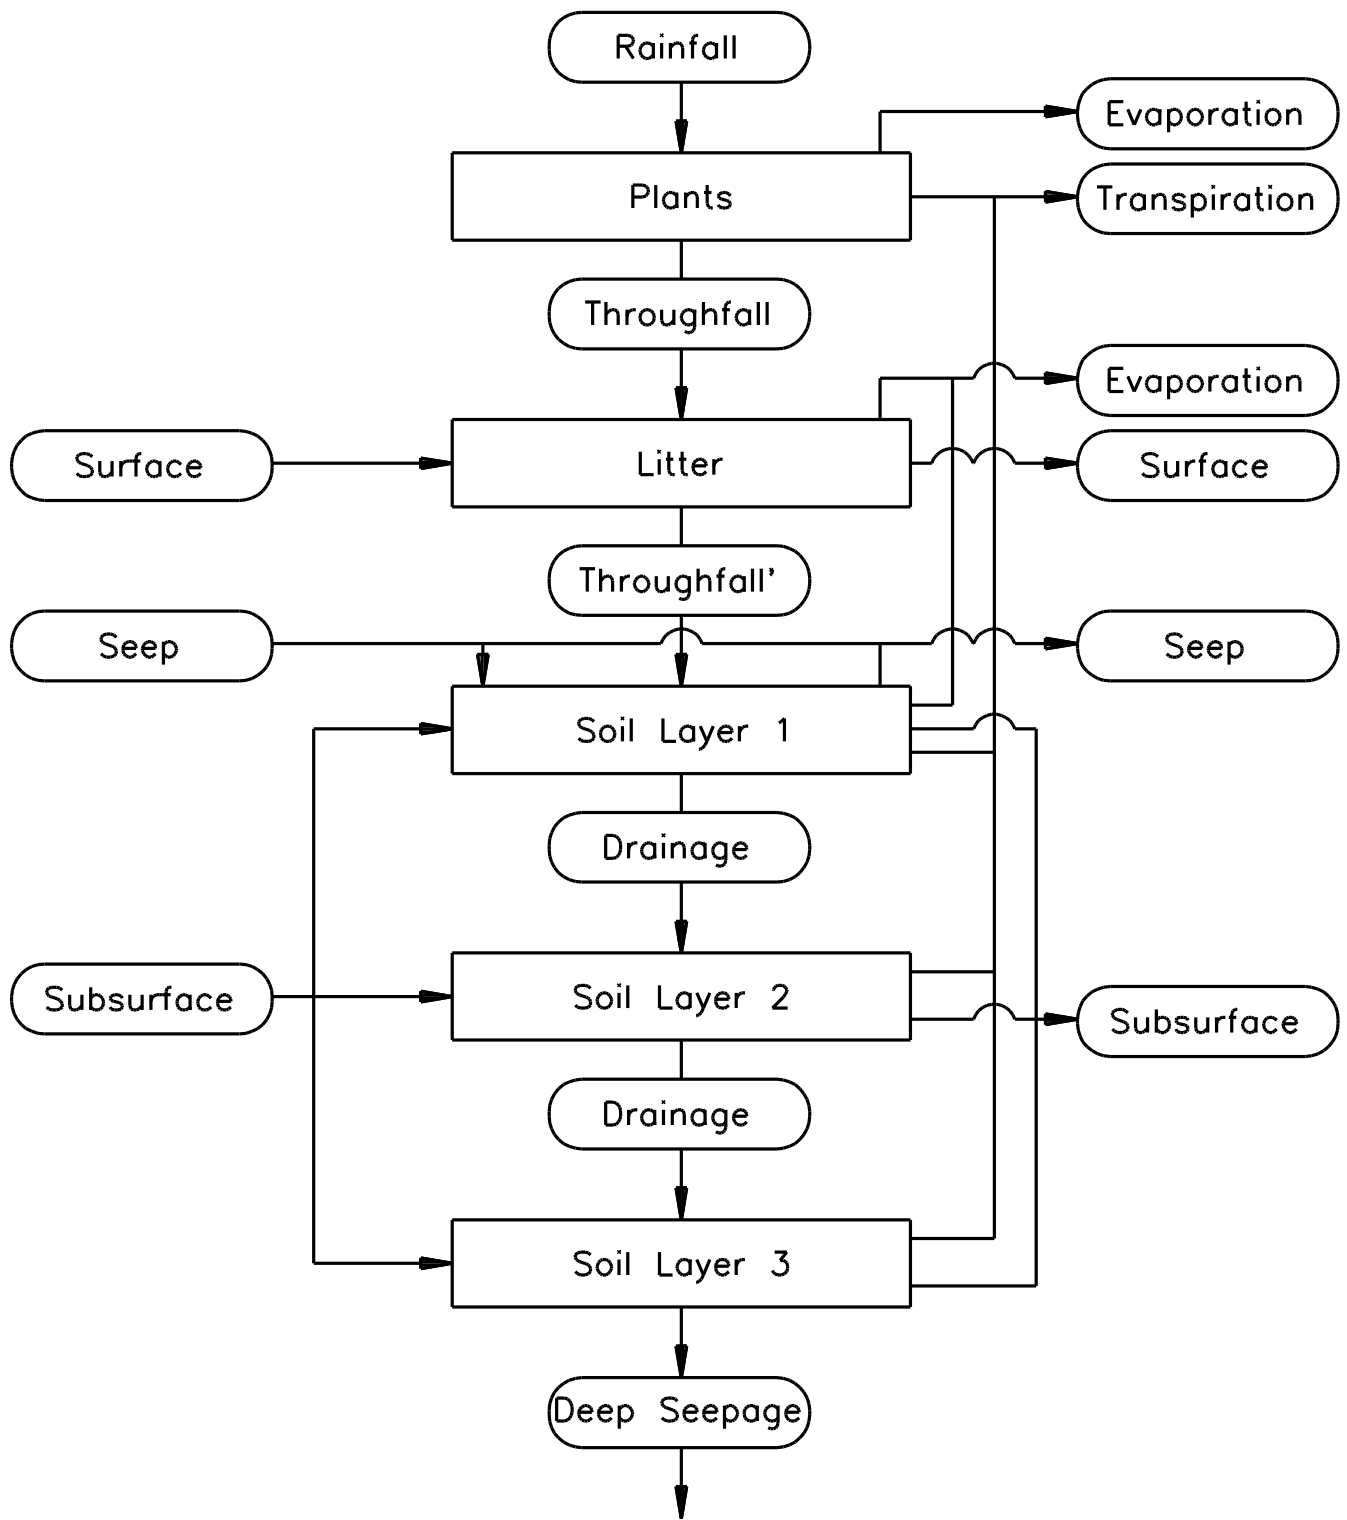 Rainfall
Evaporation
Plants
Transpiration
Throughfall
Evaporation
Surface
Litter
Surface
Throughfall'
Seep
Seep
Soil Layer 1
Drainage
Subsurface
Soil Layer 2
Subsurface
Drainage
Soil Layer 3
Deep Seepage